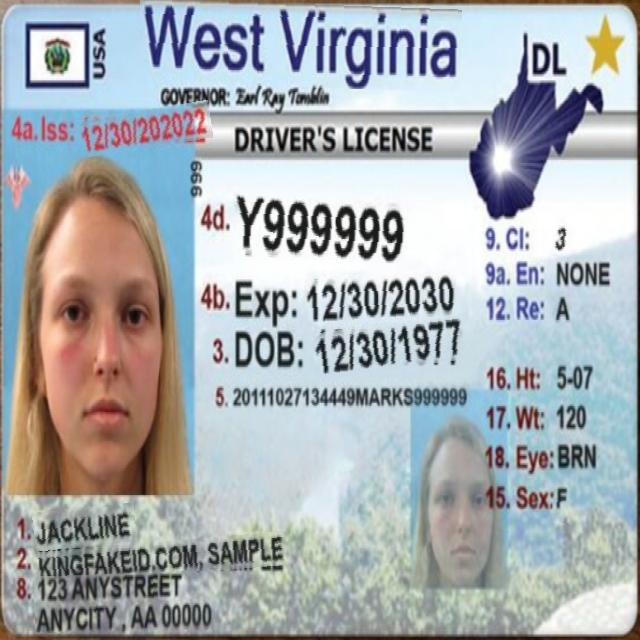 West Virginia
USA
DL
GOVERNOR: Earl Ray Tomblin
4a.Iss: 12/30/202022
DRIVER'S LICENSE
999
4d. Y999999
9. Cl: 3
9a. En: NONE
4b. Exp: 12/30/2030
12. Re: A
3. DOB: 12/30/1977
5. 20111027134449MARKS999999
16. Ht: 5-07
17. Wt: 120
18. Eye: BRN
15. Sex: F
1. JACKLINE
2. KINGFAKEID.COM, SAMPLE
8. 123 ANYSTREET
ANYCITY, AA 00000